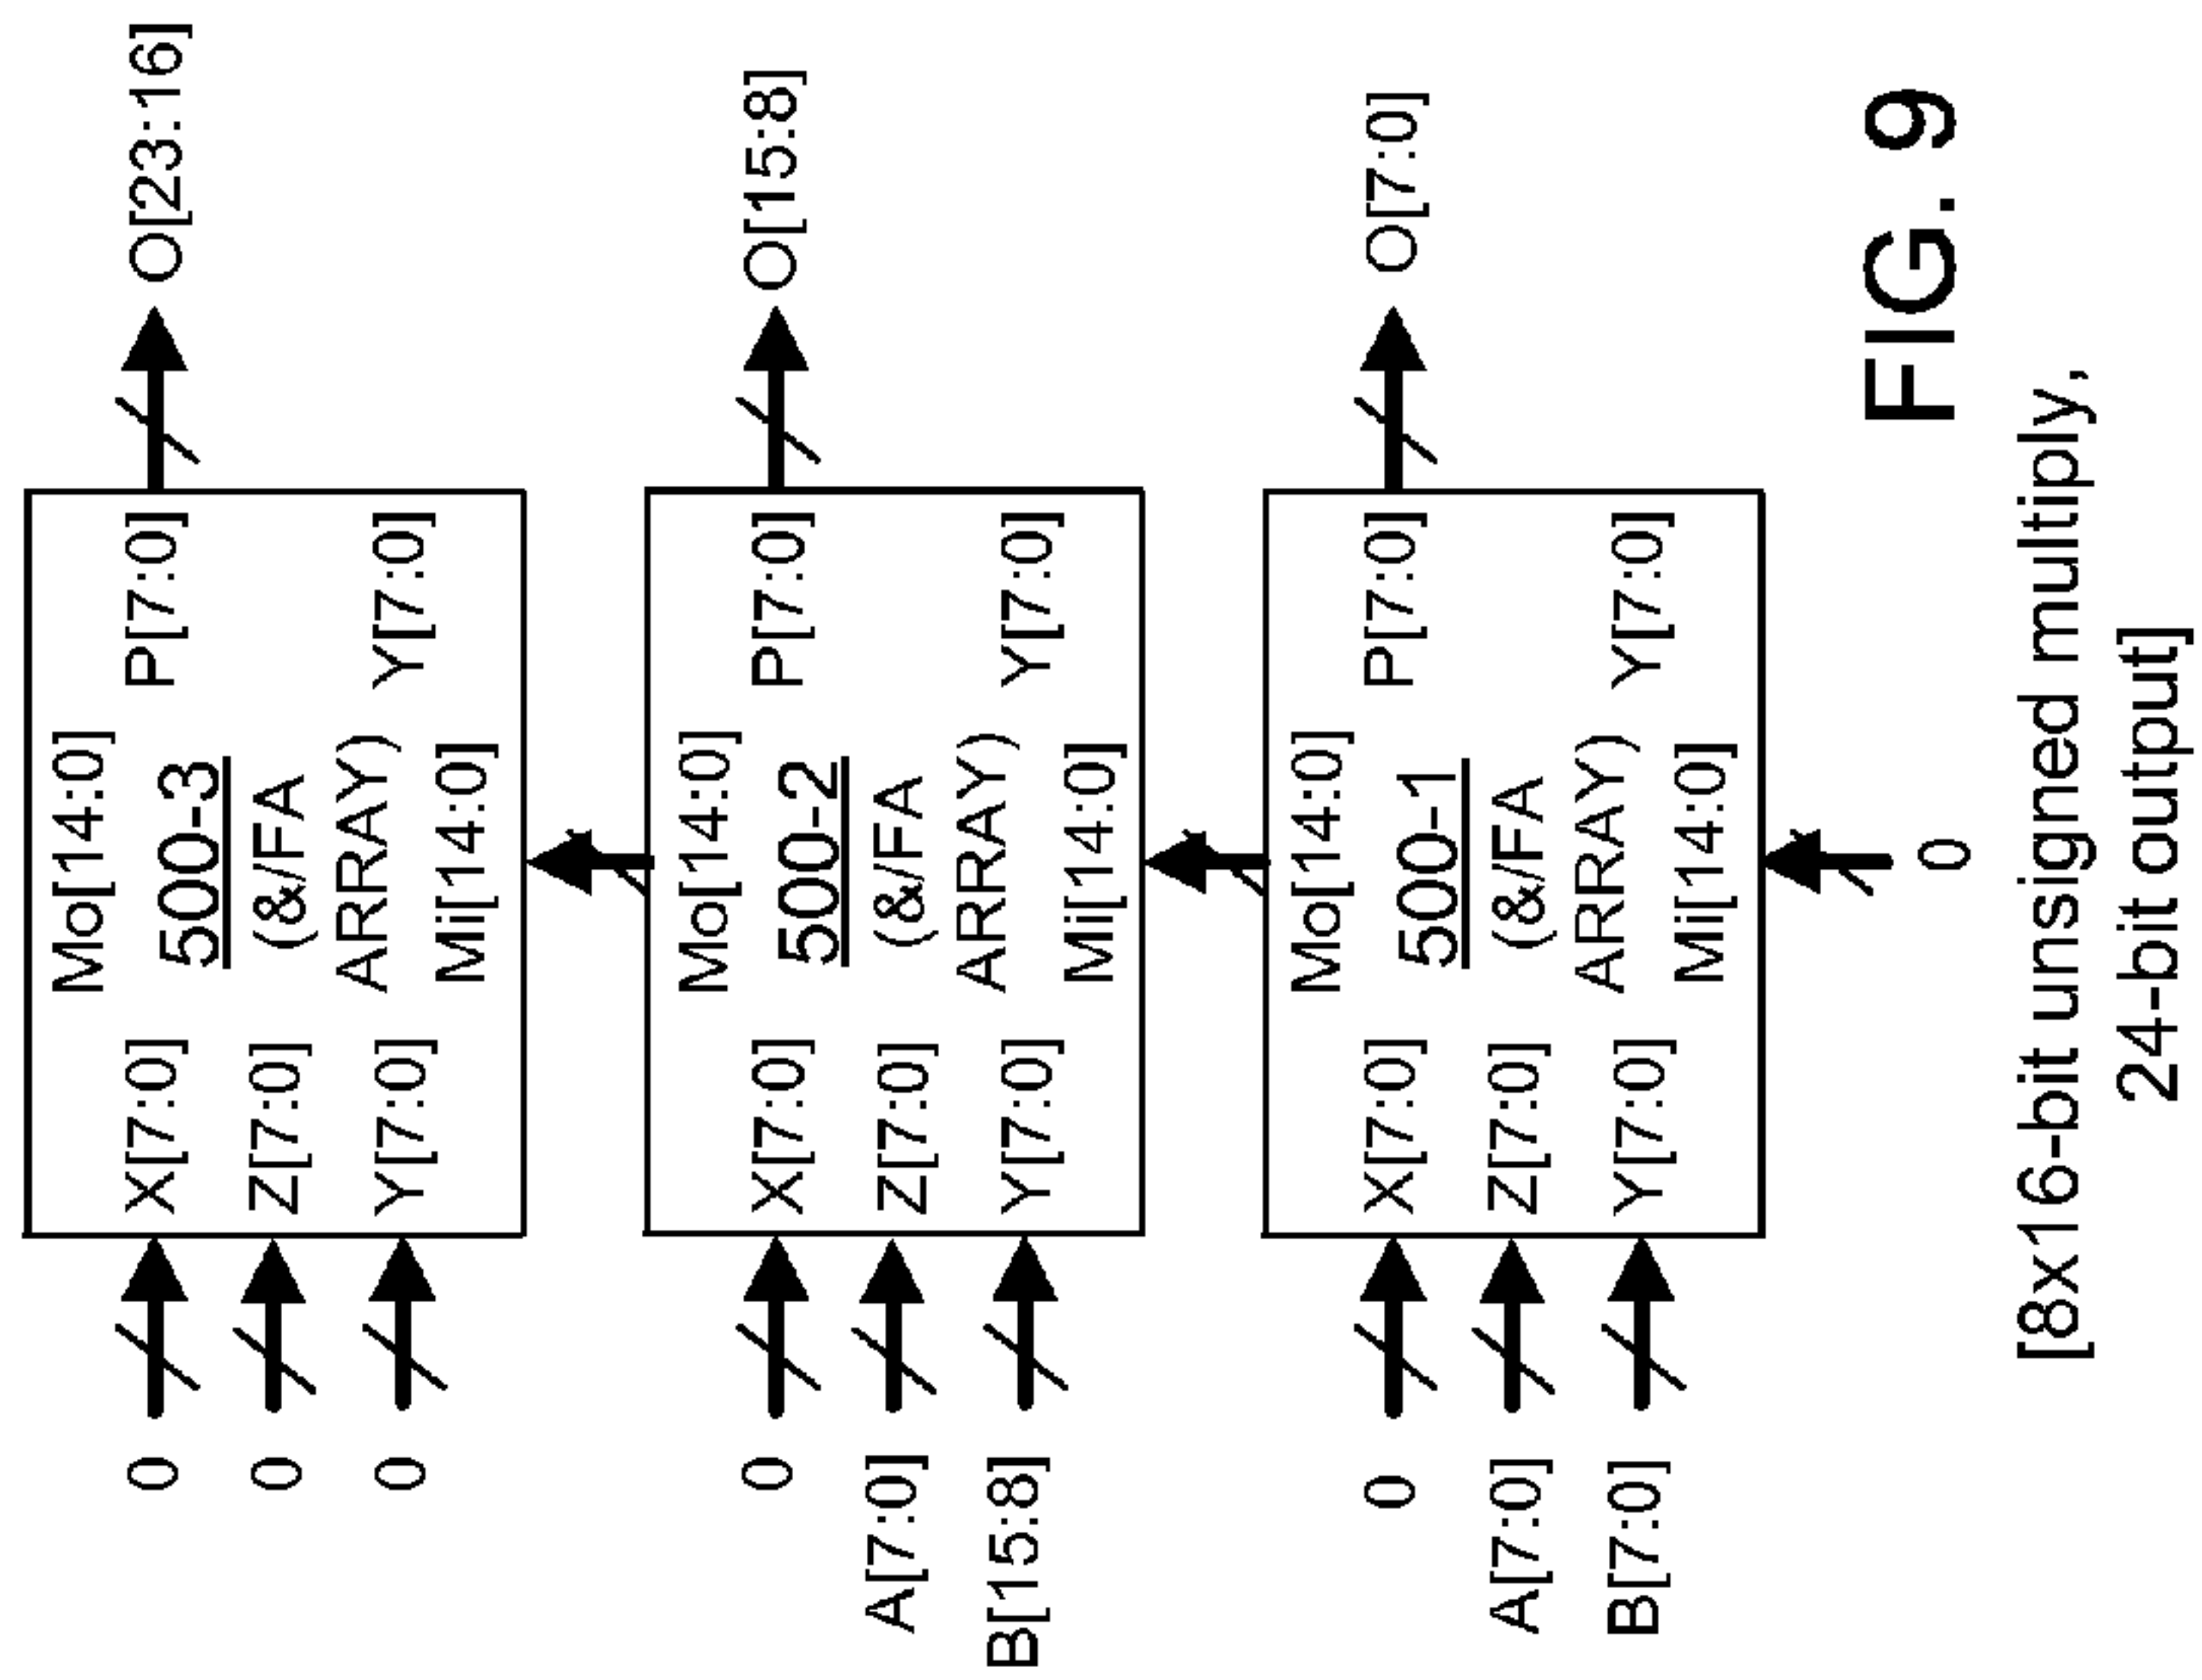 Mo[14:0]
0 X[7:0] 500-3 P[7:0] O[23:16]
0 Z[7:0] (&/FA
ARRAY)
0 Y[7:0] Y[7:0]
Mi[14:0]
Mo[14:0]
0 X[7:0] 500-2 P[7:0] O[15:8]
A[7:0] Z[7:0] (&/FA
ARRAY)
B[15:8] Y[7:0] Y[7:0]
Mi[14:0]
Mo[14:0]
0 X[7:0] 500-1 P[7:0] O[7:0]
A[7:0] Z[7:0] (&/FA
ARRAY)
B[7:0] Y[7:0] Y[7:0]
Mi[14:0]
0
FIG. 9
[8x16-bit unsigned multiply,
24-bit output]